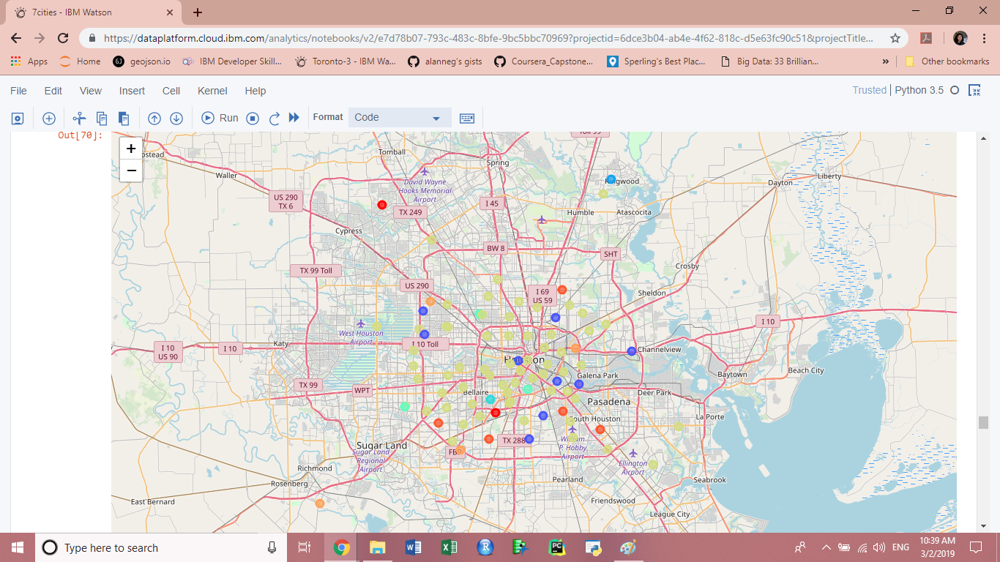 7cities - IBM Watson
https://dataplatform.cloud.ibm.com/analytics/notebooks/v2/e7d78b07-793c-483c-8bfe-9bc5bbc70969?projectid=6dce3b04-ab4e-4f62-818c-d5e63fc90c51&projectTitle...
Apps
Home
geojson.io
IBM Developer Skill...
Toronto-3 - IBM Wa...
alanneg's gists
Coursera_Capstone...
Sperling's Best Plac...
Big Data: 33 Brillian...
»
Other bookmarks
File Edit View Insert Cell Kernel Help
Trusted | Python 3.5
Run
Format
Code
Out[70]:
+
−
Tomball
Spring
Waller
David Wayne
Hooks Memorial
Airport
Kingwood
Dayton
Liberty
US 290
TX 6
TX 249
I 45
Humble
Atascocita
Cypress
BW 8
SHT
TX 99 Toll
Crosby
US 290
I 69
US 59
Sheldon
I 10
West Houston
Airport
Katy
I 10 Toll
I 10
US 90
I 10
Channelview
Houston
Beach City
Galena Park
Baytown
TX 99
WPT
Bellaire
Deer Park
Pasadena
South Houston
La Porte
Sugar Land
TX 288
William
P. Hobby
Airport
Sugar Land
Regional
Airport
Ellington
Airport
Richmond
Rosenberg
Pearland
Seabrook
East Bernard
Friendswood
League City
Type here to search
ENG
10:39 AM
3/2/2019